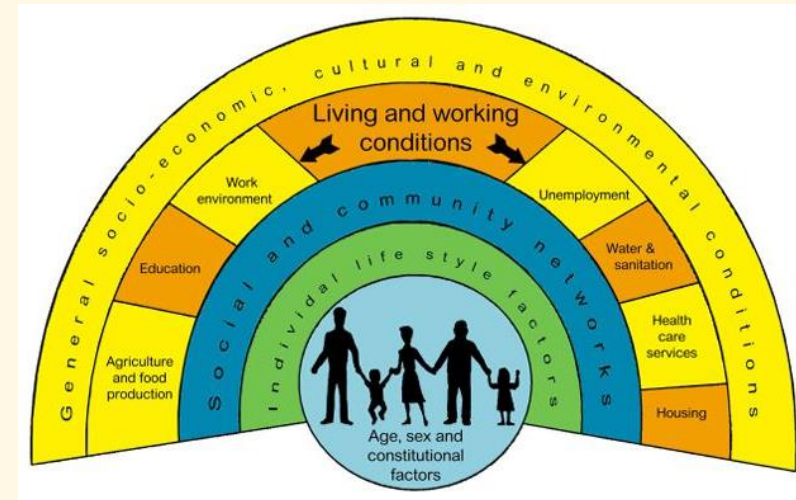 General socio-economic, cultural and environmental conditions
Living and working
conditions
Work
environment
Unemployment
Education
Water &
sanitation
Agriculture
and food
production
Health
care
services
Housing
Social and community networks
Individal life style factors
Age, sex and
constitutional
factors